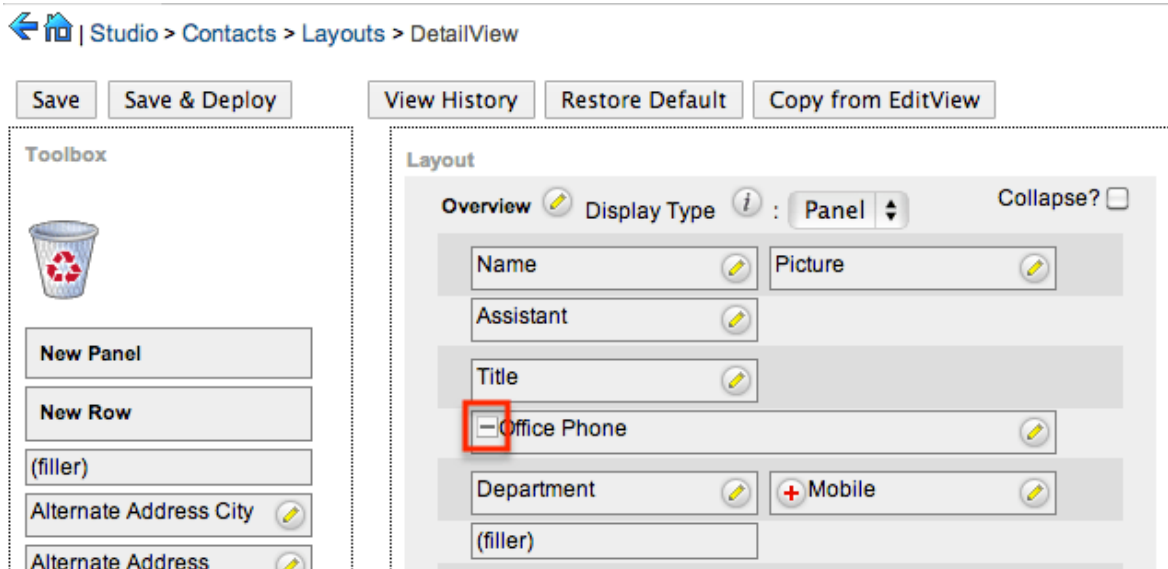 | Studio > Contacts > Layouts > DetailView
Save Save & Deploy View History Restore Default Copy from EditView
Toolbox
New Panel
New Row
(filler)
Alternate Address City
Alternate Address
Layout
Overview Display Type i : Panel Collapse?
Name Picture
Assistant
Title
Office Phone
Department Mobile
(filler)